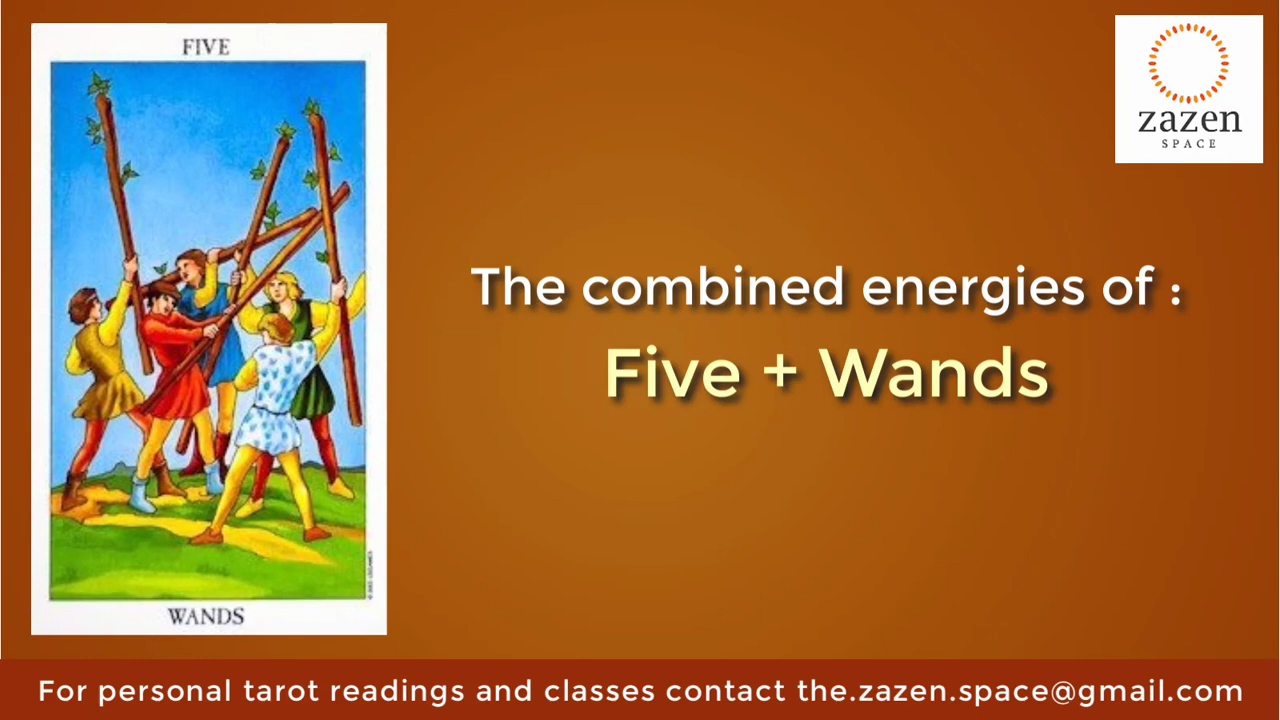 FIVE
WANDS
zazen
SPACE
The combined energies of :
Five + Wands
For personal tarot readings and classes contact the.zazen.space@gmail.com